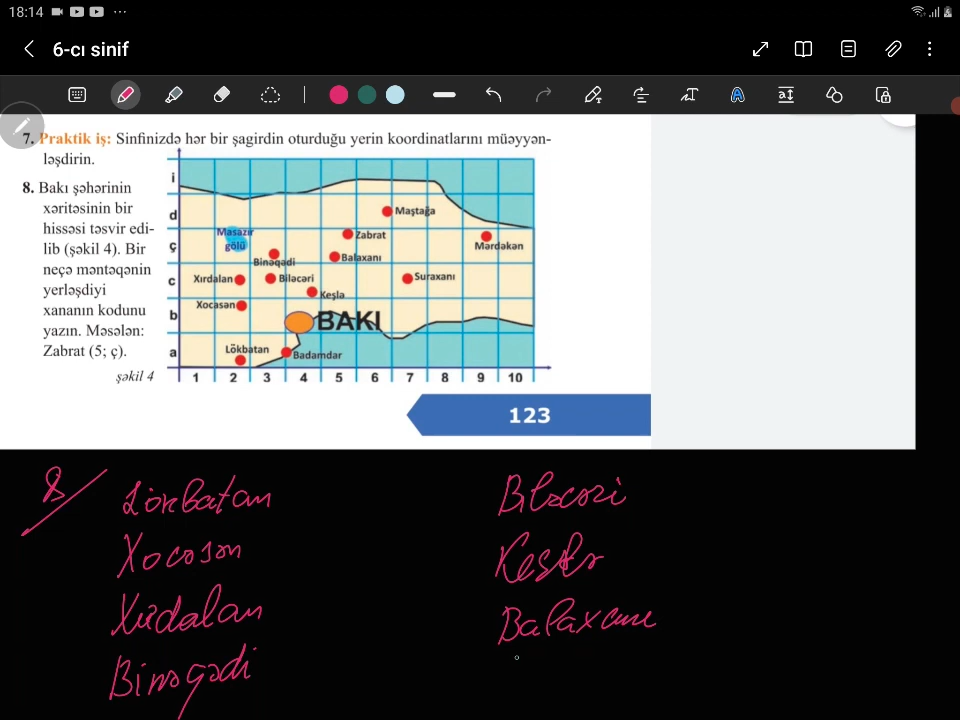 18:14
6-cı sinif
7. Praktik iş: Sinfinizdə hər bir şagirdin oturduğu yerin koordinatlarını müəyyən-
ləşdirin.
8. Bakı şəhərinin
xəritəsinin bir
hissəsi təsvir edi-
lib (şəkil 4). Bir
neçə məntəqənin
yerləşdiyi
xananın kodunu
yazın. Məsələn:
Zabrat (5; ç).
şəkil 4
i
d
ç
c
b
a
Maştağa
Masazır
gölü
Zabrat
Mərdəkən
Binəqədi
Balaxanı
Xırdalan
Biləcəri
Suraxanı
Keşlə
Xocasən
BAKI
Lökbatan
Badamdar
1 2 3 4 5 6 7 8 9 10
123
8
Lökbatan
Xocasən
Xırdalan
Binəqədi
Biləcəri
Keşlə
Balaxanı